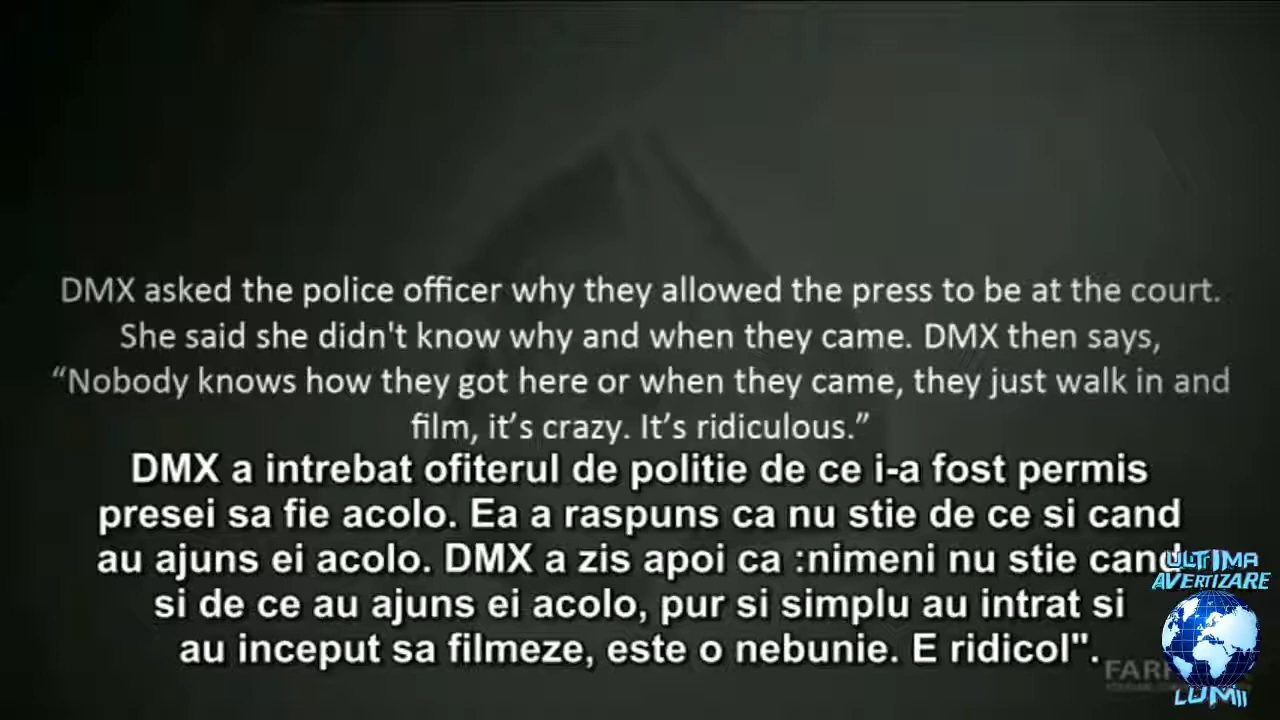 DMX asked the police officer why they allowed the press to be at the court.
She said she didn't know why and when they came. DMX then says,
“Nobody knows how they got here or when they came, they just walk in and
film, it’s crazy. It’s ridiculous.”
DMX a intrebat ofiterul de politie de ce i-a fost permis
presei sa fie acolo. Ea a raspuns ca nu stie de ce si cand
au ajuns ei acolo. DMX a zis apoi ca :nimeni nu stie cand
si de ce au ajuns ei acolo, pur si simplu au intrat si
au inceput sa filmeze, este o nebunie. E ridicol".
ULTIMA
AVERTIZARE
LUMII